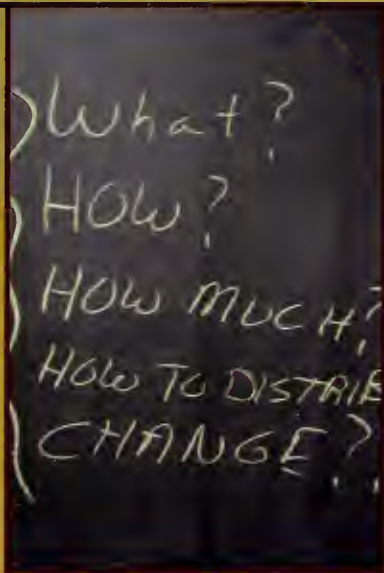 ) What?
HOW?
) HOW MUCH?
HOW TO DISTRIB
) CHANGE?